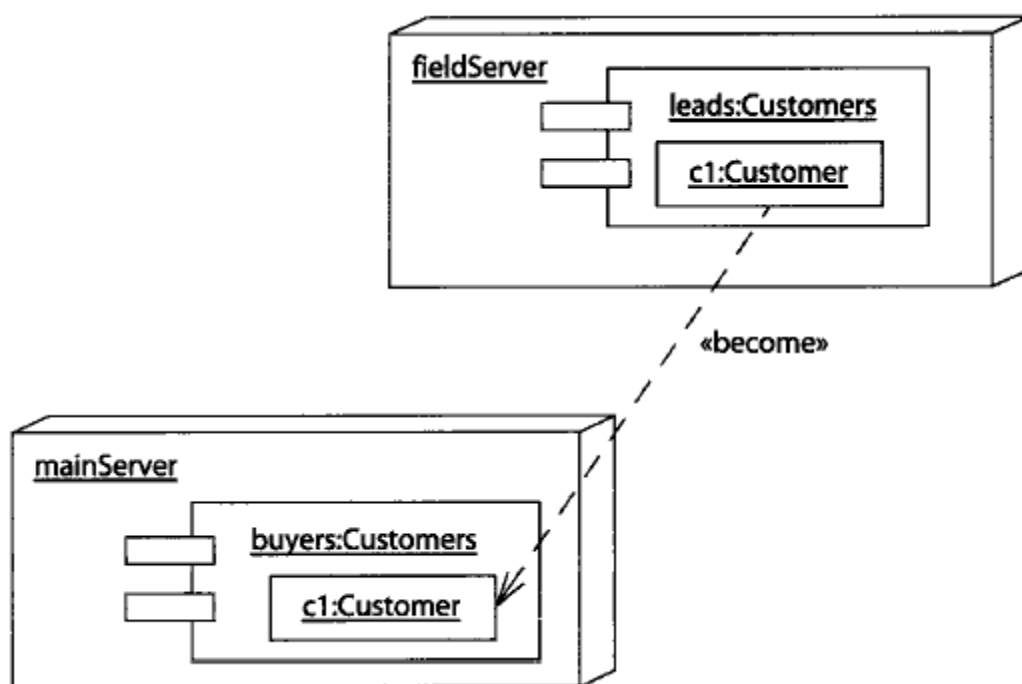 fieldServer
leads:Customers
c1:Customer
«become»
mainServer
buyers:Customers
c1:Customer